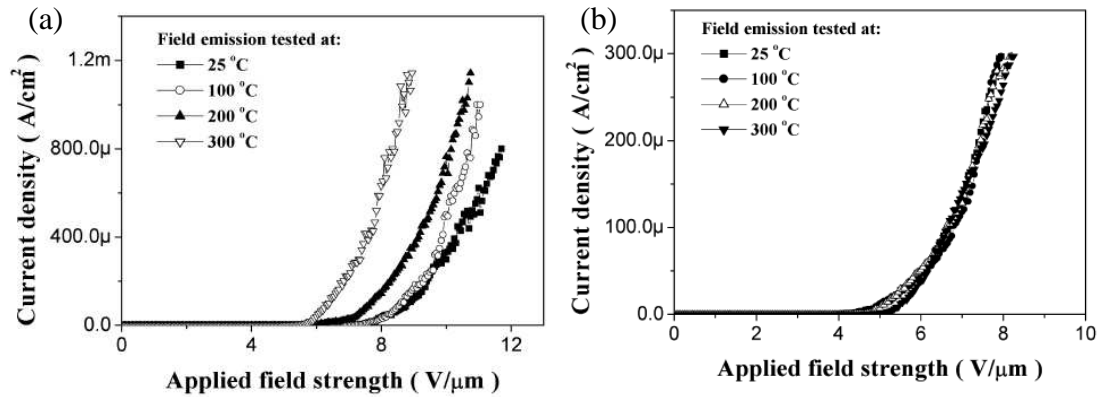 (a)
Field emission tested at:
25 °C
100 °C
200 °C
300 °C
1.2m
800.0µ
400.0µ
0.0
0
4
8
12
Current density ( A/cm²)
Applied field strength ( V/µm )
(b)
Field emission tested at:
25 °C
100 °C
200 °C
300 °C
300.0µ
200.0µ
100.0µ
0.0
0
2
4
6
8
10
Current density ( A/cm²)
Applied field strength ( V/µm )